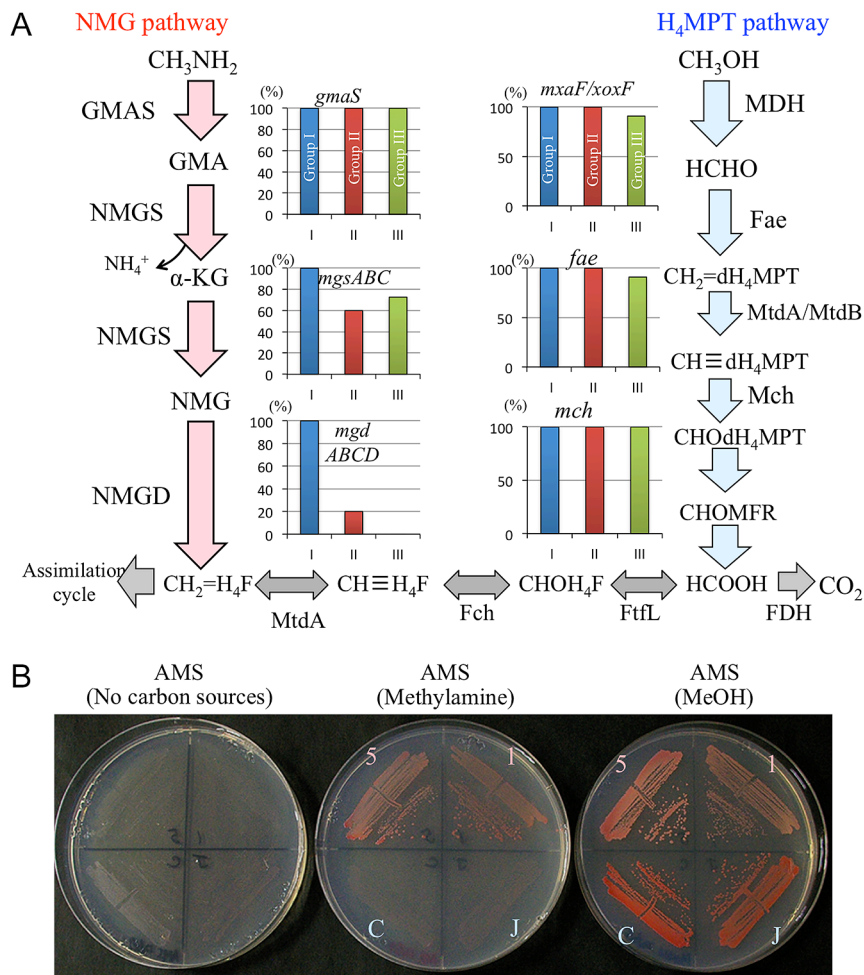 A
NMG pathway
H₄MPT pathway
CH₃NH₂
GMAS
GMA
NMGS
NH₄⁺
α-KG
NMGS
NMG
NMGD
(%)
gmaS
100
80
60
40
20
0
Group I
Group II
Group III
I II III
(%)
mgsABC
100
80
60
40
20
0
I II III
mgd
ABCD
100
80
60
40
20
0
I II III
(%)
mxaF/xoxF
100
50
0
Group I
Group II
Group III
I II III
(%)
fae
100
50
0
I II III
(%)
mch
100
50
0
I II III
CH₃OH
MDH
HCHO
Fae
CH₂=dH₄MPT
MtdA/MtdB
CH≡dH₄MPT
Mch
CHOdH₄MPT
CHOMFR
Assimilation
cycle
CH₂=H₄F
MtdA
CH≡H₄F
Fch
CHOH₄F
FtfL
HCOOH
FDH
CO₂
B
AMS
(No carbon sources)
AMS
(Methylamine)
AMS
(MeOH)
5 1
C J
5 1
C J